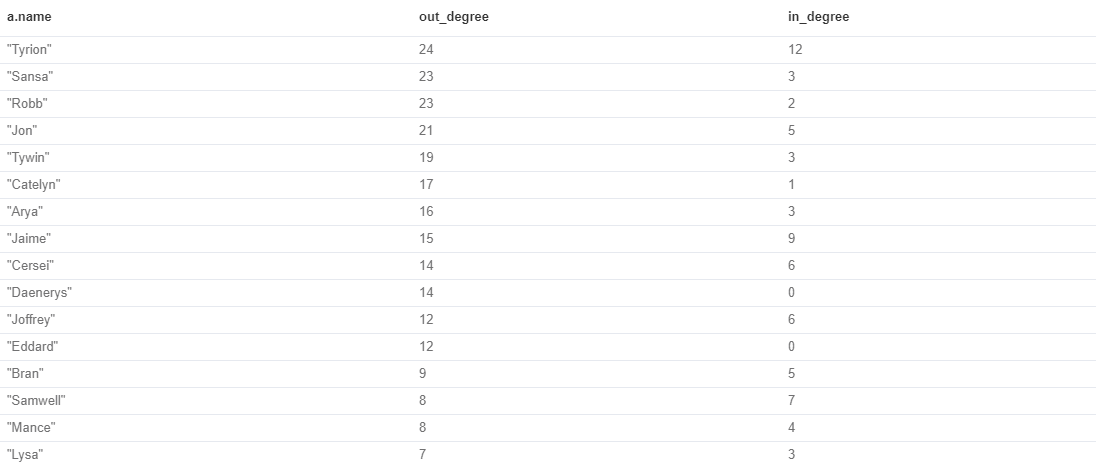 a.name out_degree in_degree
"Tyrion" 24 12
"Sansa" 23 3
"Robb" 23 2
"Jon" 21 5
"Tywin" 19 3
"Catelyn" 17 1
"Arya" 16 3
"Jaime" 15 9
"Cersei" 14 6
"Daenerys" 14 0
"Joffrey" 12 6
"Eddard" 12 0
"Bran" 9 5
"Samwell" 8 7
"Mance" 8 4
"Lysa" 7 3